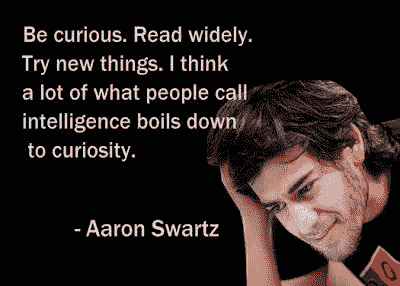 Be curious. Read widely.
Try new things. I think
a lot of what people call
intelligence boils down
to curiosity.
- Aaron Swartz